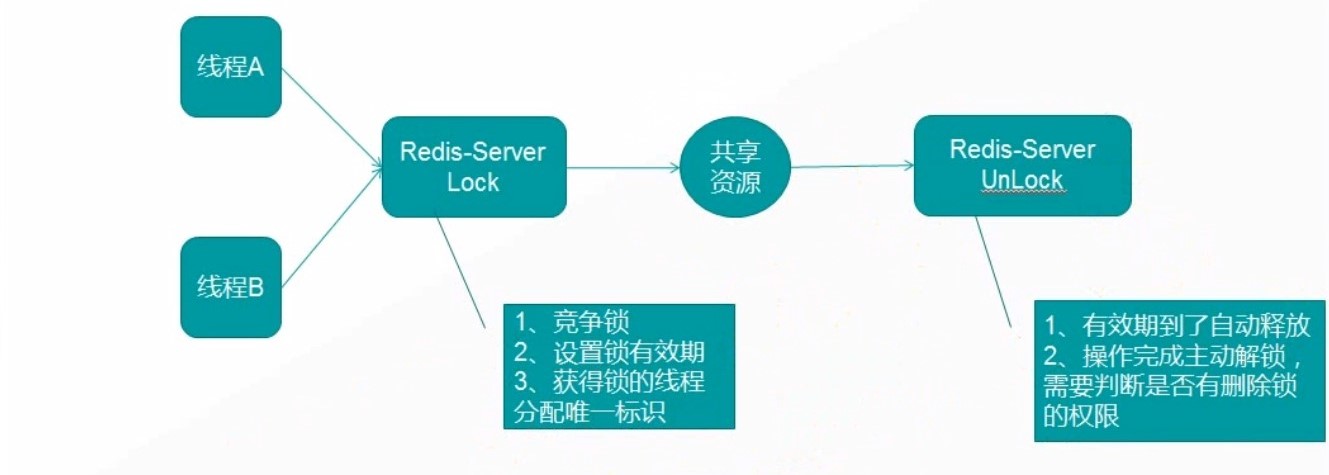 线程A
Redis-Server
Lock
共享
资源
Redis-Server
UnLock
线程B
1、竞争锁
2、设置锁有效期
3、获得锁的线程
分配唯一标识
1、有效期到了自动释放
2、操作完成主动解锁，
需要判断是否有删除锁
的权限